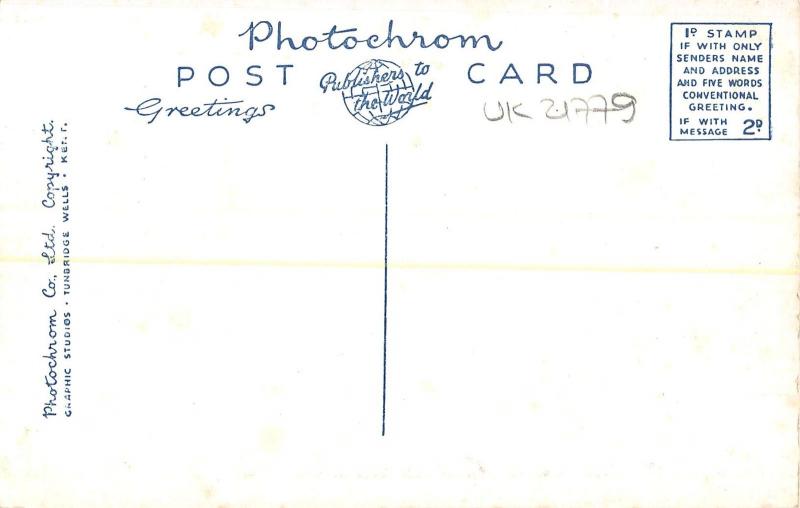 Photochrom
POST CARD
Publishers to
the World
Greetings
UK 21779
1D STAMP
IF WITH ONLY
SENDERS NAME
AND ADDRESS
AND FIVE WORDS
CONVENTIONAL
GREETING.
IF WITH
MESSAGE 2D.
Photochrom Co., Ltd. Copyright.
GRAPHIC STUDIOS · TUNBRIDGE WELLS · KENT.